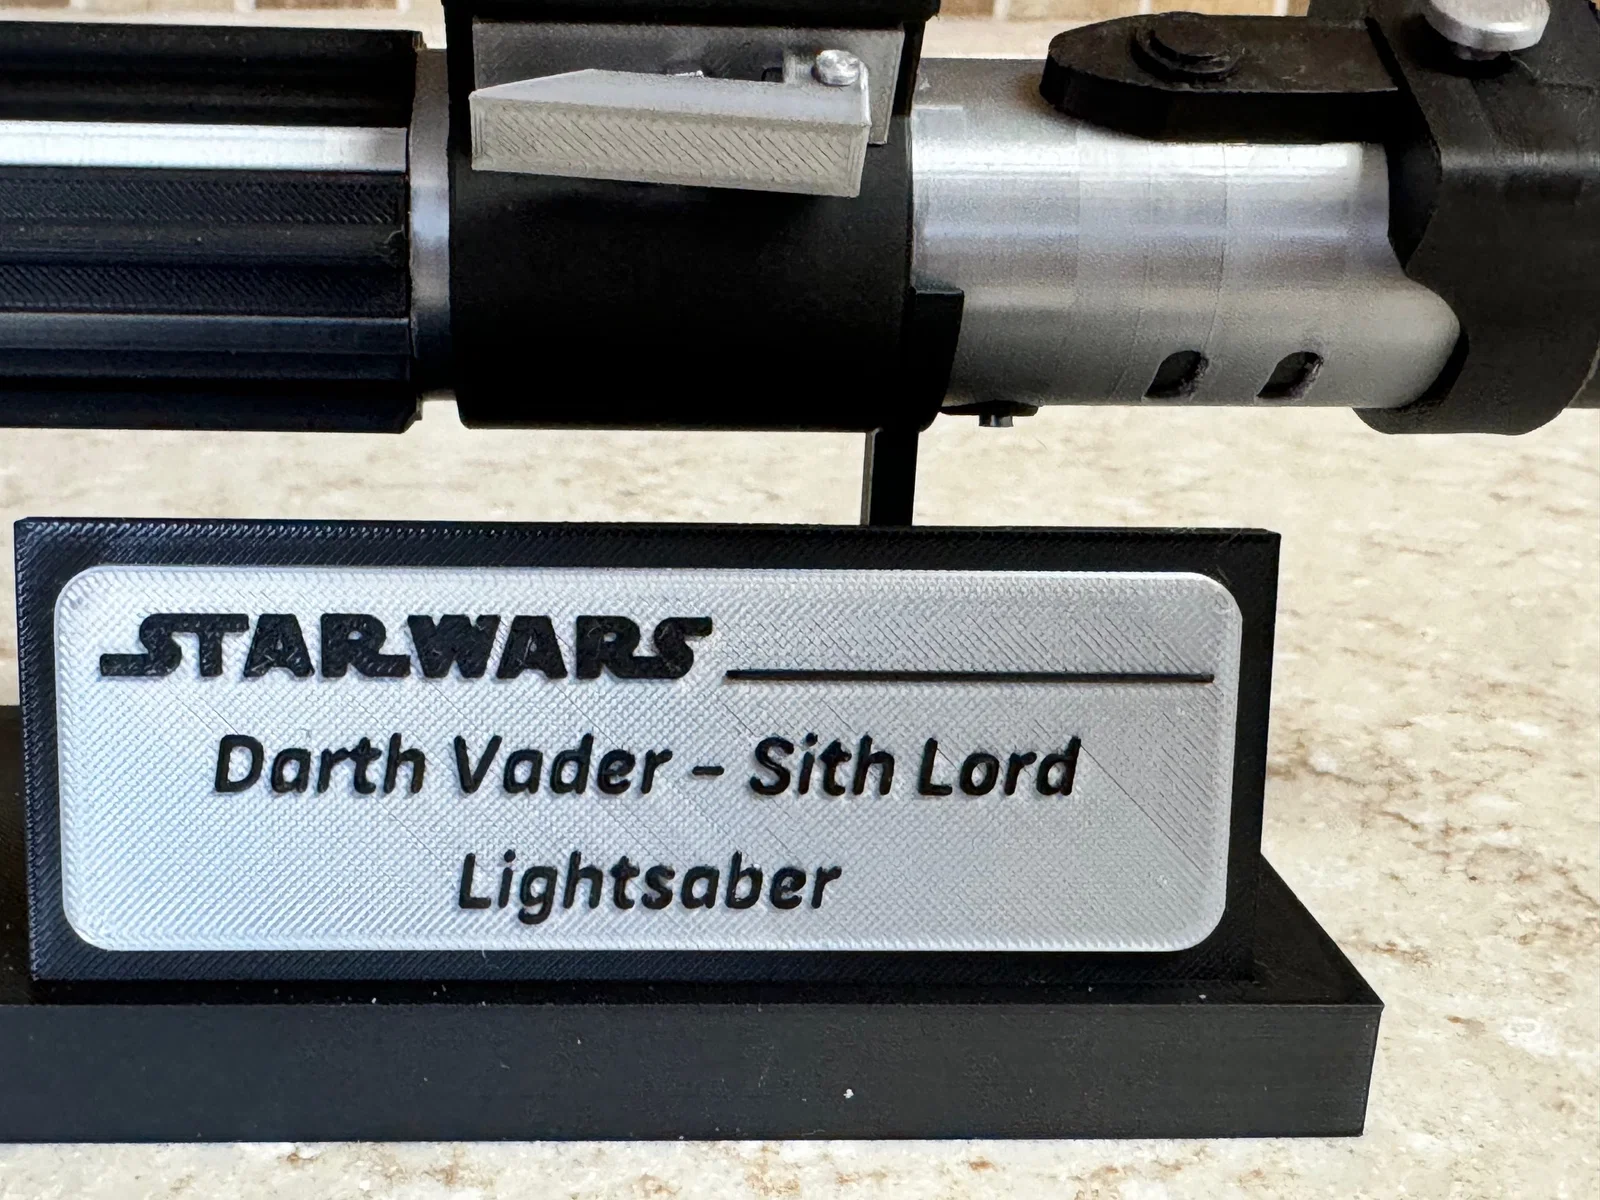 STAR WARS
Darth Vader - Sith Lord
Lightsaber